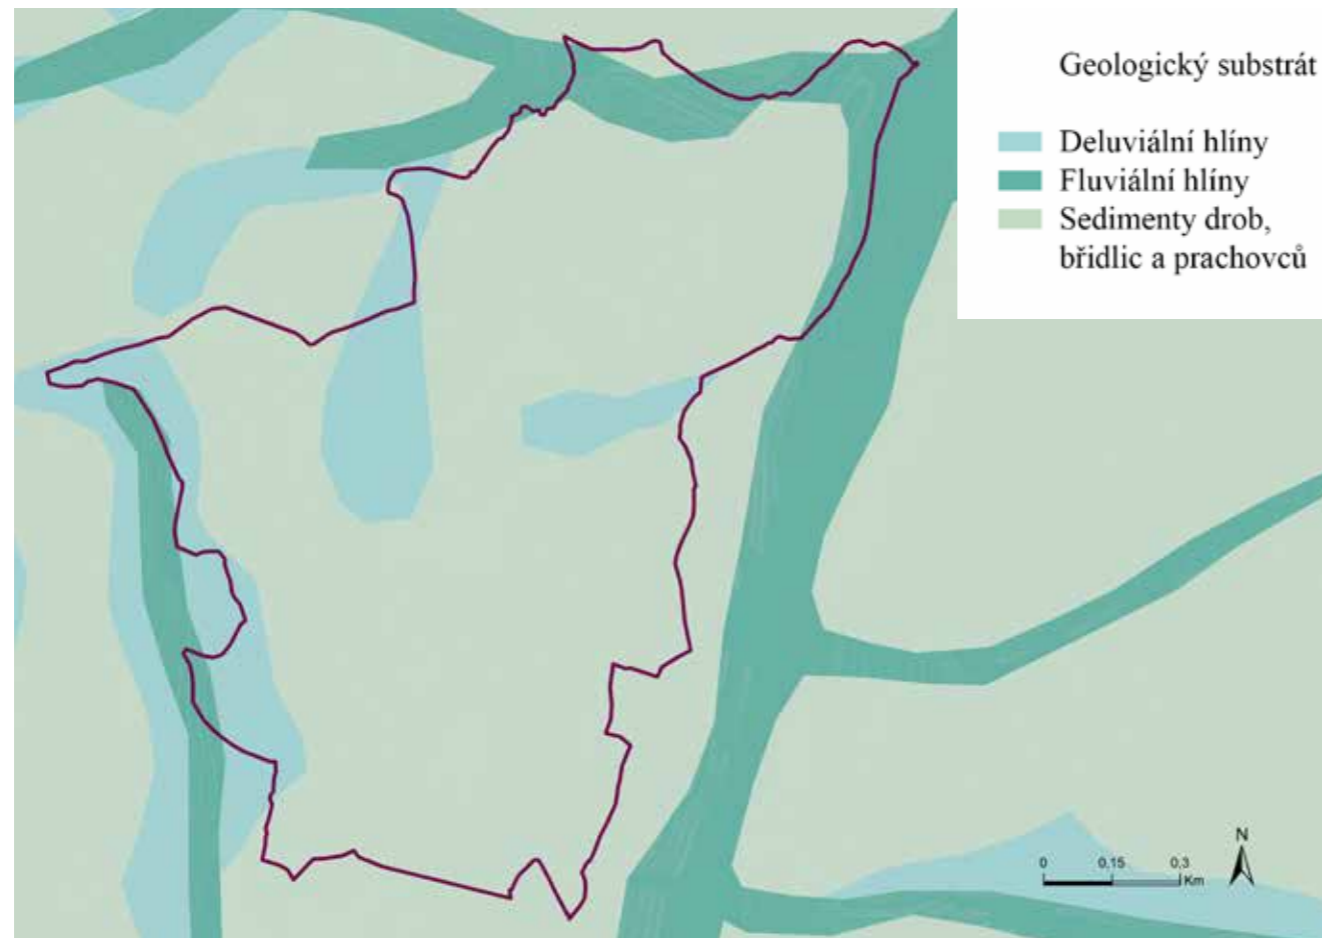 Geologický substrát
Deluviální hlíny
Fluviální hlíny
Sedimenty drob,
břidlic a prachovců
N
0 0,15 0,3
Km